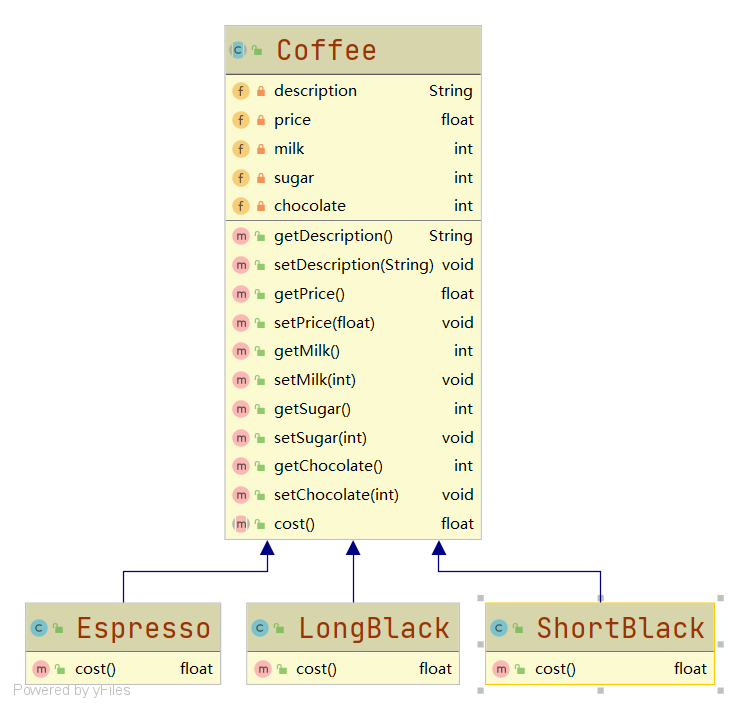 Coffee
description String
price float
milk int
sugar int
chocolate int
getDescription() String
setDescription(String) void
getPrice() float
setPrice(float) void
getMilk() int
setMilk(int) void
getSugar() int
setSugar(int) void
getChocolate() int
setChocolate(int) void
cost() float
Espresso
cost() float
LongBlack
cost() float
ShortBlack
cost() float
Powered by yFiles